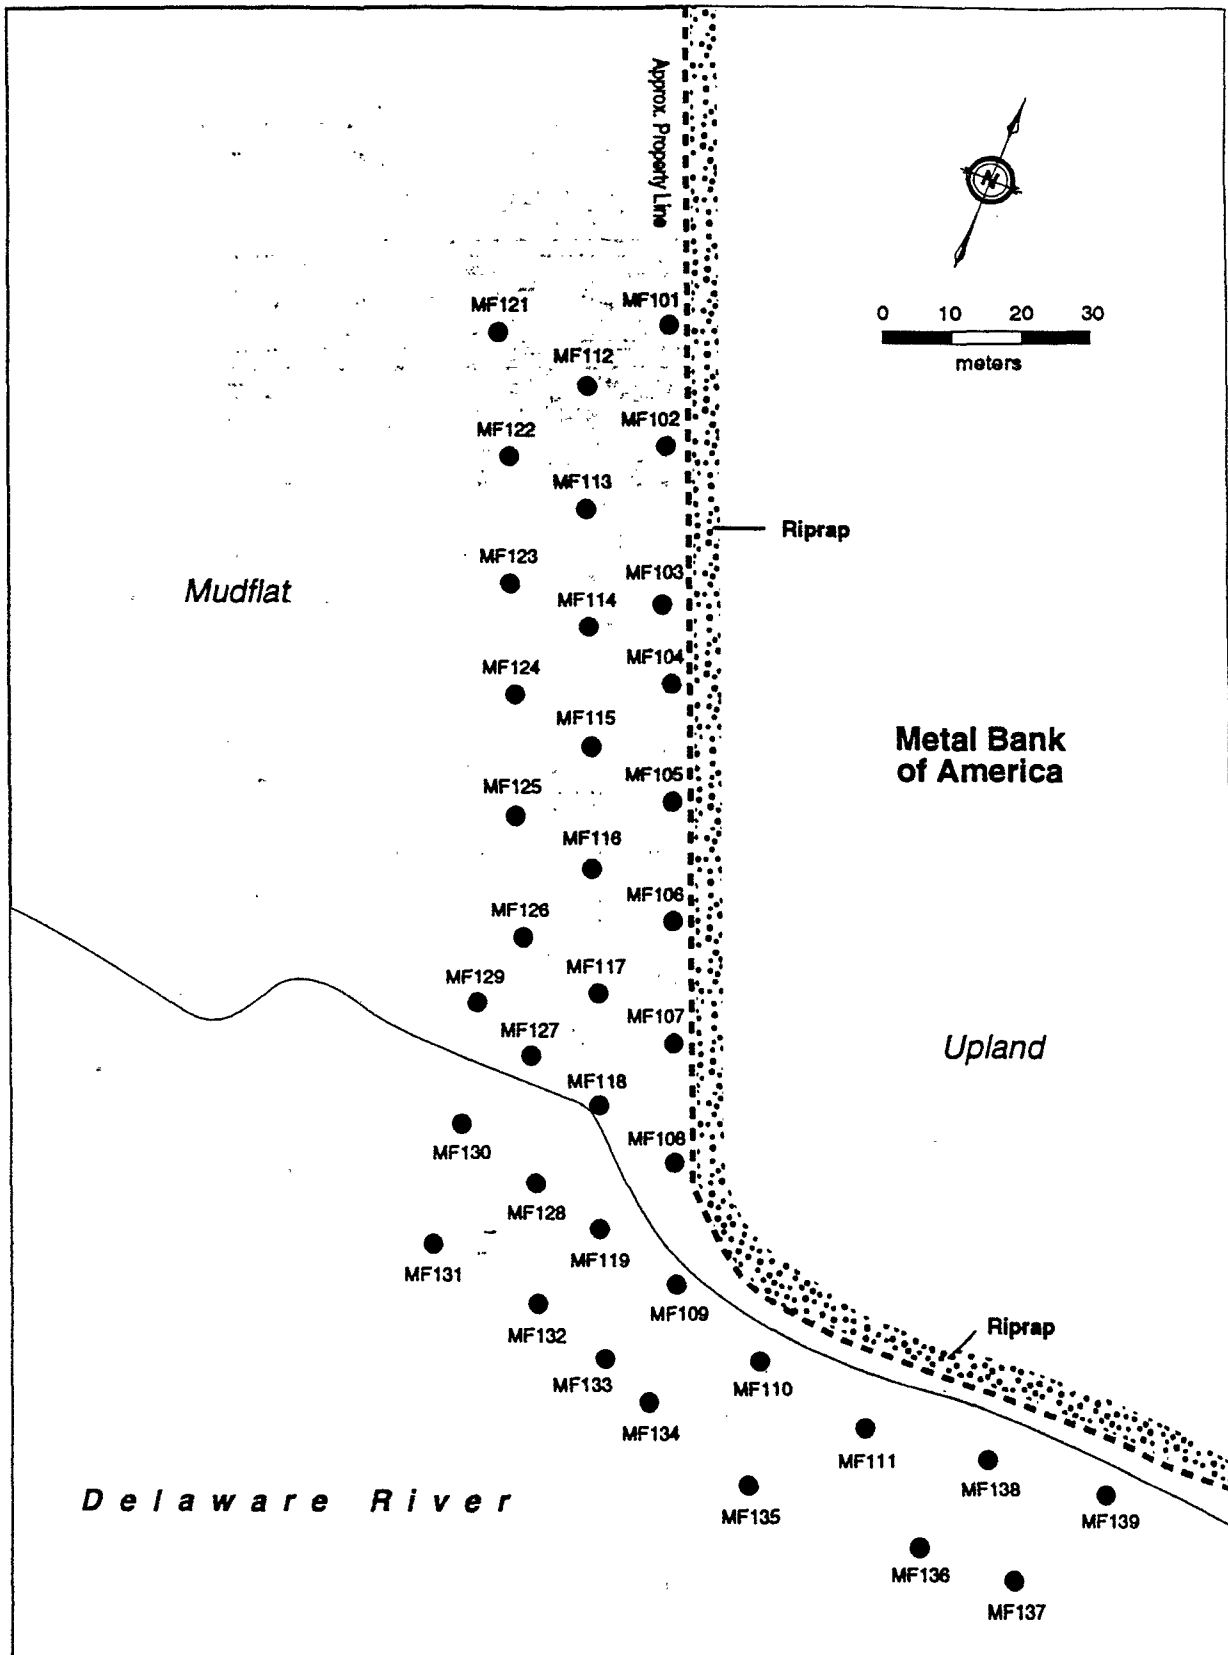 Approx. Property Line
N
0 10 20 30
meters
MF121
MF101
MF112
MF102
MF122
MF113
Riprap
MF123
MF103
Mudflat
MF114
MF104
MF124
MF115
Metal Bank
of America
MF105
MF125
MF116
MF106
MF126
MF117
MF129
MF107
MF127
Upland
MF118
MF108
MF130
MF128
MF119
MF131
MF109
MF132
Riprap
MF133
MF110
MF134
MF111
MF138
Delaware River
MF135
MF139
MF136
MF137